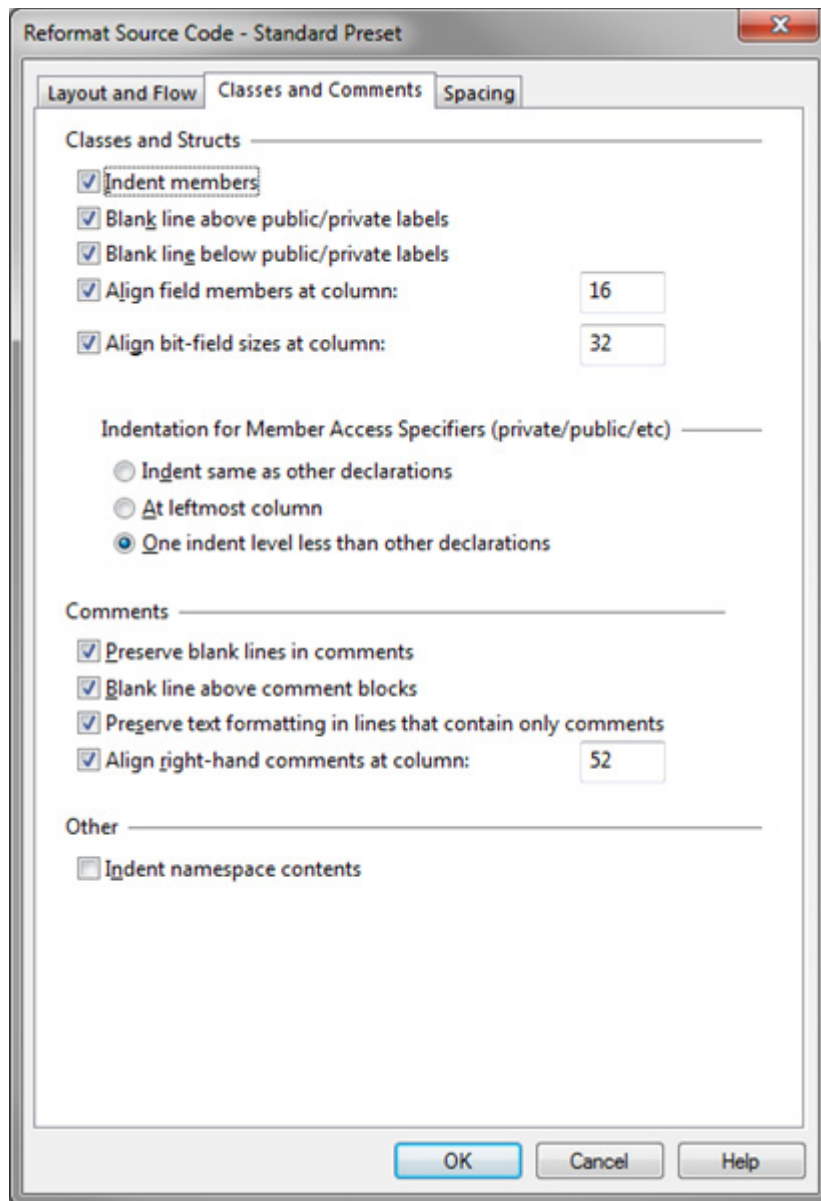 Reformat Source Code - Standard Preset
Layout and Flow
Classes and Comments
Spacing
Classes and Structs
Indent members
Blank line above public/private labels
Blank line below public/private labels
Align field members at column: 16
Align bit-field sizes at column: 32
Indentation for Member Access Specifiers (private/public/etc)
Indent same as other declarations
At leftmost column
One indent level less than other declarations
Comments
Preserve blank lines in comments
Blank line above comment blocks
Preserve text formatting in lines that contain only comments
Align right-hand comments at column: 52
Other
Indent namespace contents
OK Cancel Help